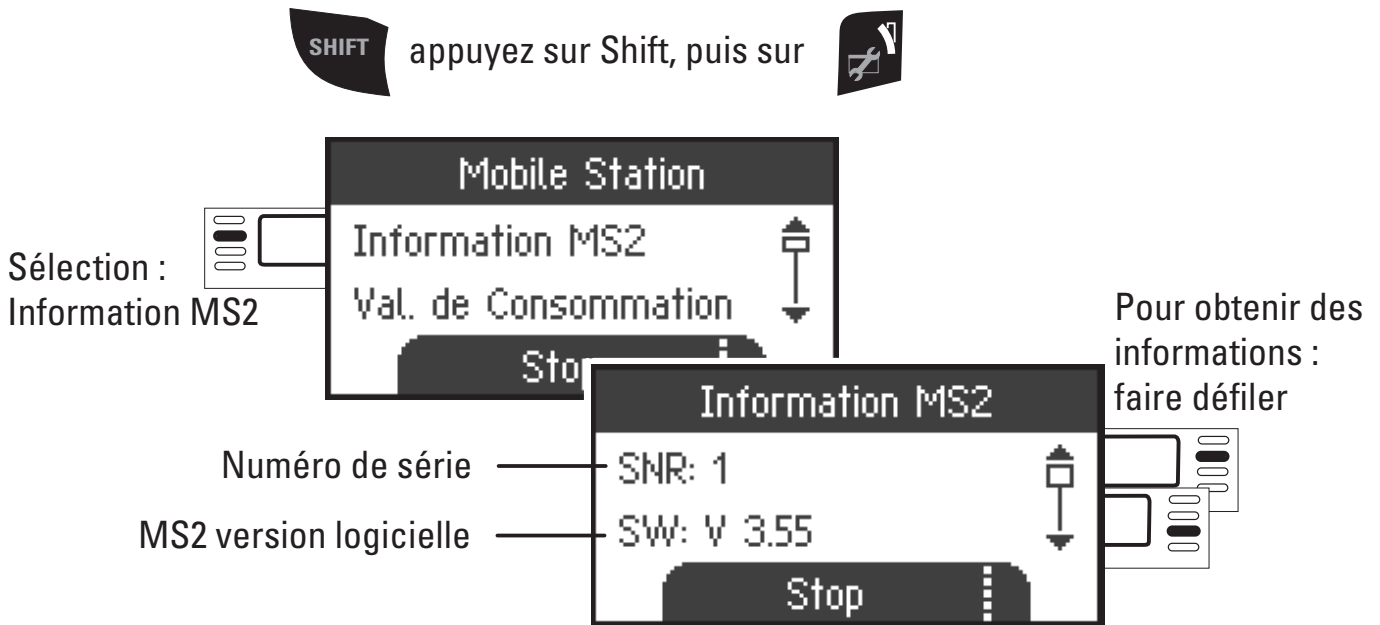 SHIFT appuyez sur Shift, puis sur
Mobile Station
Information MS2
Val. de Consommation
Sélection :
Information MS2
Pour obtenir des
informations :
faire défiler
Information MS2
Numéro de série
SNR: 1
MS2 version logicielle
SW: V 3.55
Stop